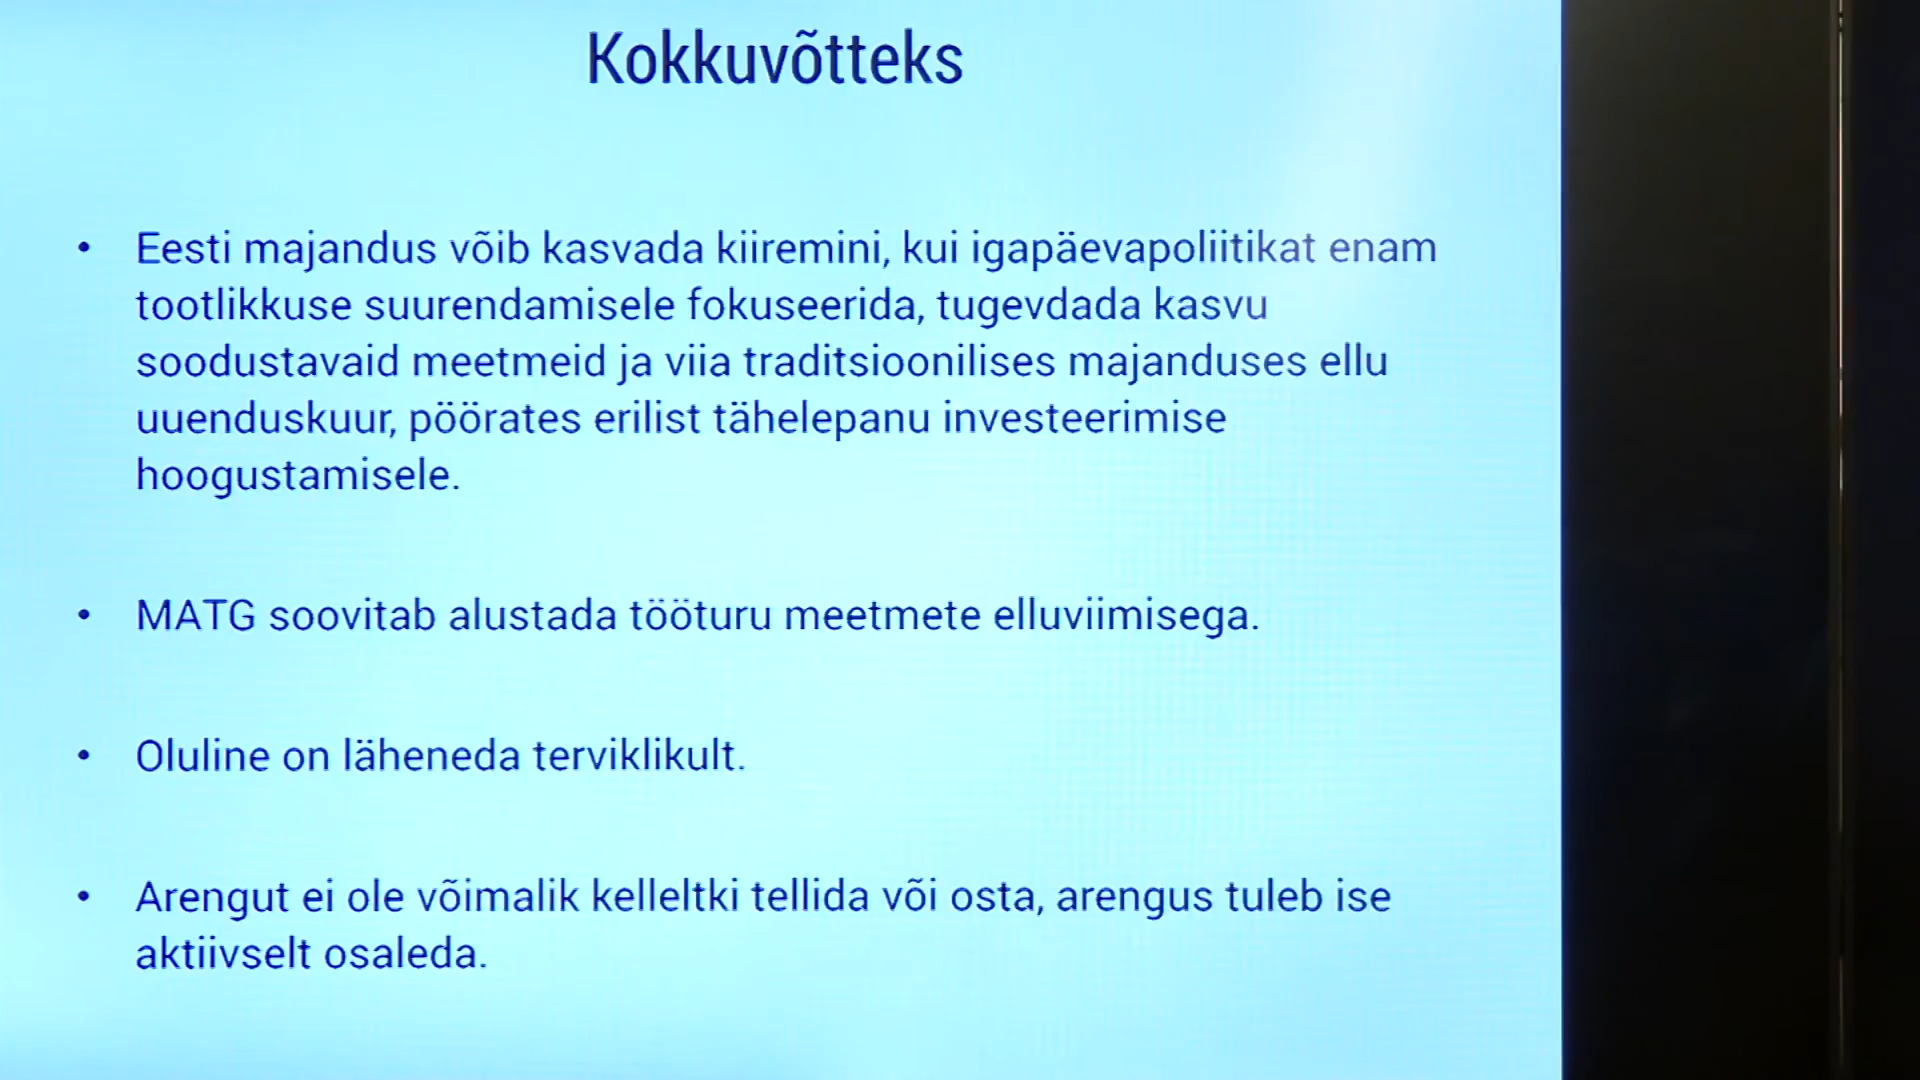 Kokkuvõtteks
• Eesti majandus võib kasvada kiiremini, kui igapäevapoliitikat enam
tootlikkuse suurendamisele fokuseerida, tugevdada kasvu
soodustavaid meetmeid ja viia traditsioonilises majanduses ellu
uuenduskuur, pöörates erilist tähelepanu investeerimise
hoogustamisele.
• MATG soovitab alustada tööturu meetmete elluviimisega.
• Oluline on läheneda terviklikult.
• Arengut ei ole võimalik kelleltki tellida või osta, arengus tuleb ise
aktiivselt osaleda.